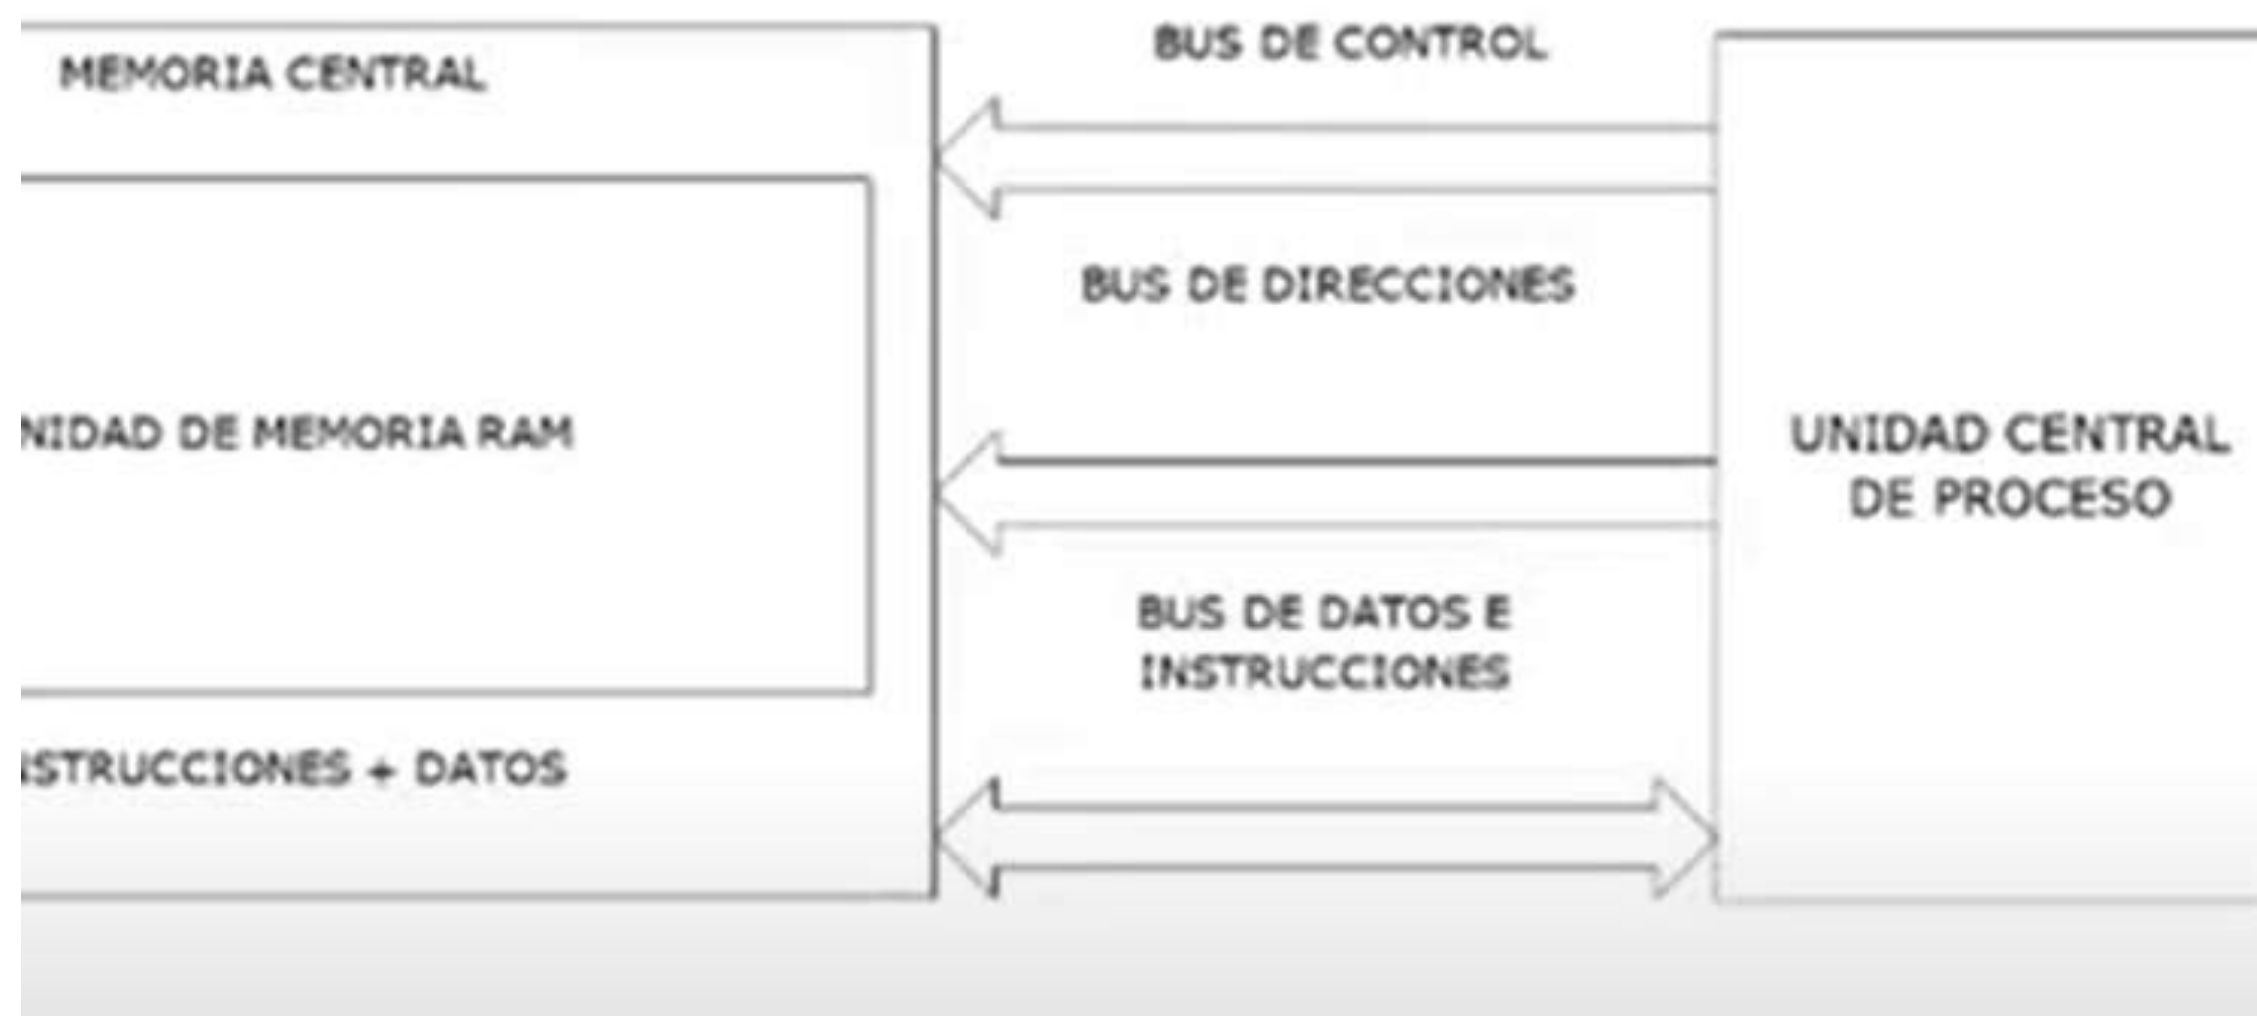 MEMORIA CENTRAL
BUS DE CONTROL
BUS DE DIRECCIONES
NIDAD DE MEMORIA RAM
UNIDAD CENTRAL
DE PROCESO
BUS DE DATOS E
INSTRUCCIONES
NSTRUCCIONES + DATOS